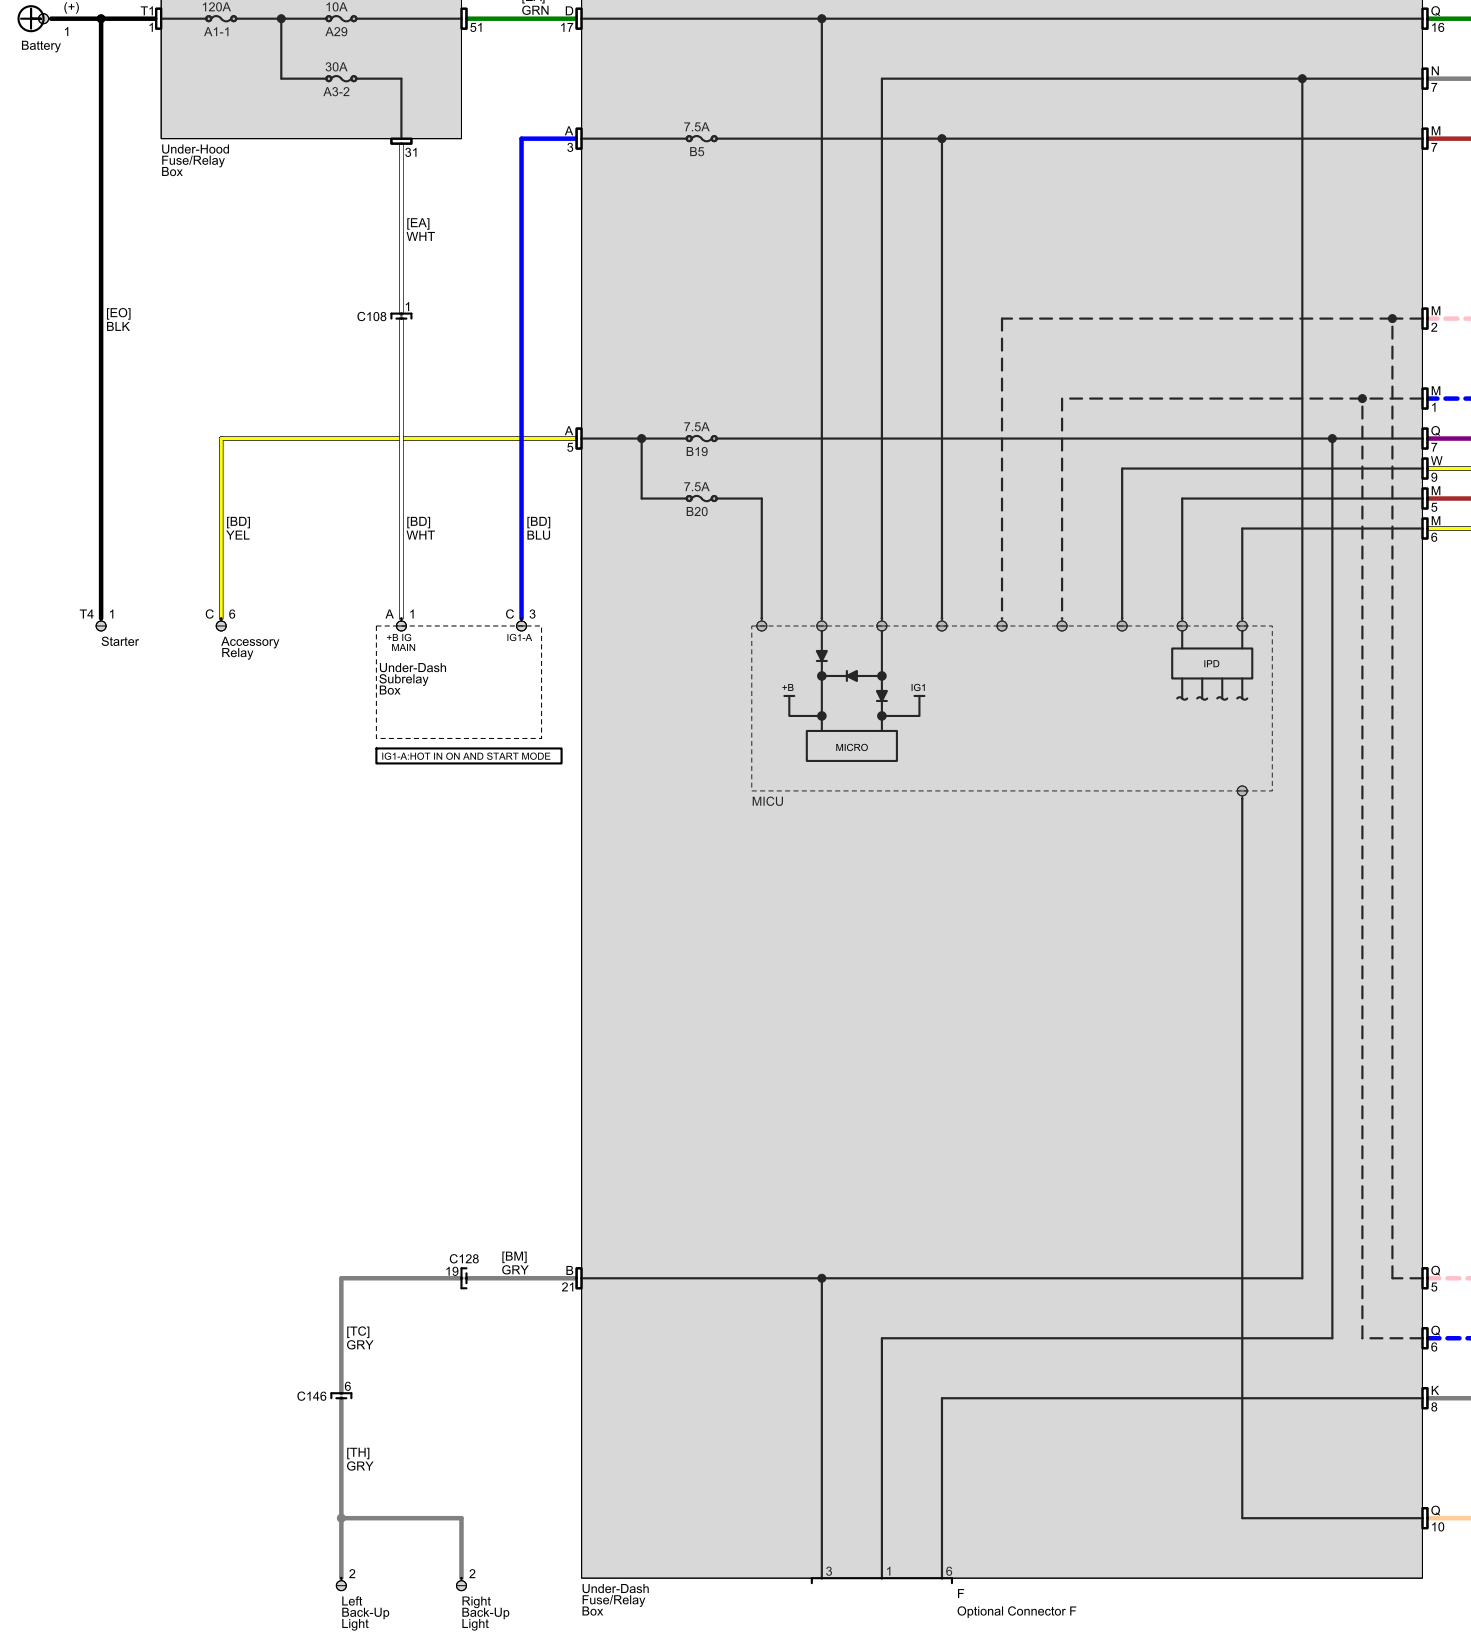 (+)
1
Battery
T1
1
120A
A1-1
10A
A29
30A
A3-2
51
GRN
D
17
Q
16
N
7
A
3
7.5A
B5
M
7
Under-Hood
Fuse/Relay
Box
31
[EA]
WHT
C108
1
[EO]
BLK
M
2
M
1
A
5
7.5A
B19
Q
7
W
9
7.5A
B20
M
5
M
6
[BD]
YEL
[BD]
WHT
[BD]
BLU
T4
1
Starter
C
6
Accessory
Relay
A
1
+B IG
MAIN
C
3
IG1-A
Under-Dash
Subrelay
Box
IG1-A:HOT IN ON AND START MODE
+B
IG1
MICRO
IPD
MICU
C128
19
[BM]
GRY
B
21
Q
5
[TC]
GRY
Q
6
C146
6
K
8
[TH]
GRY
Q
10
2
Left
Back-Up
Light
2
Right
Back-Up
Light
Under-Dash
Fuse/Relay
Box
3
1
6
F
Optional Connector F